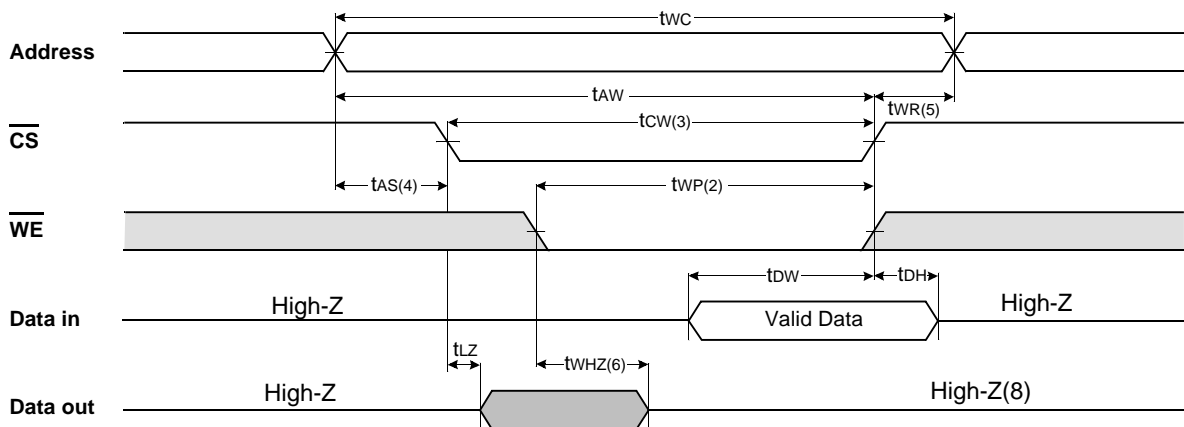 tWC
Address
tAW
tWR(5)
CS
tCW(3)
tAS(4)
tWP(2)
WE
tDW
tDH
High-Z
High-Z
Data in
Valid Data
tLZ
tWHZ(6)
High-Z
High-Z(8)
Data out